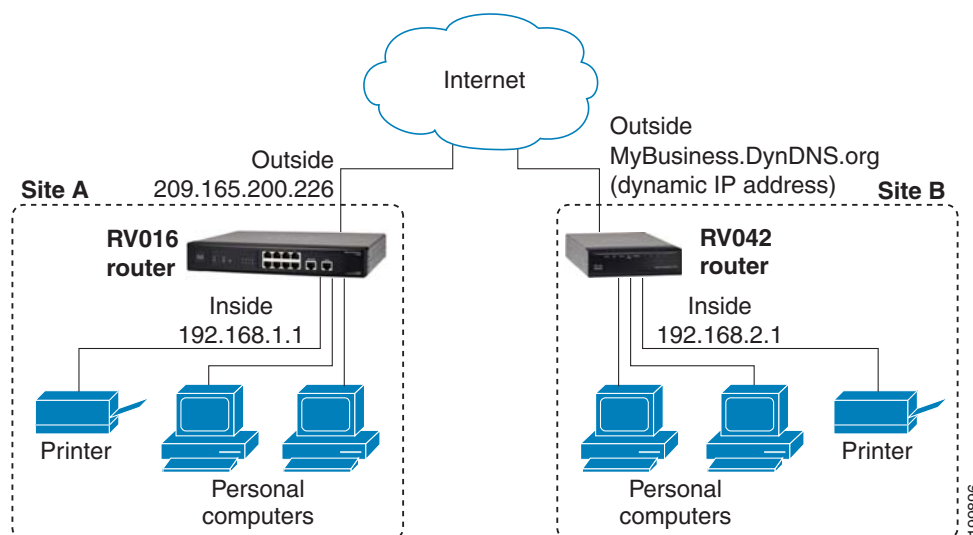 Internet
Outside
209.165.200.226
Outside
MyBusiness.DynDNS.org
(dynamic IP address)
Site A
Site B
RV016
router
RV042
router
Inside
192.168.1.1
Inside
192.168.2.1
Printer
Personal
computers
Personal
computers
Printer